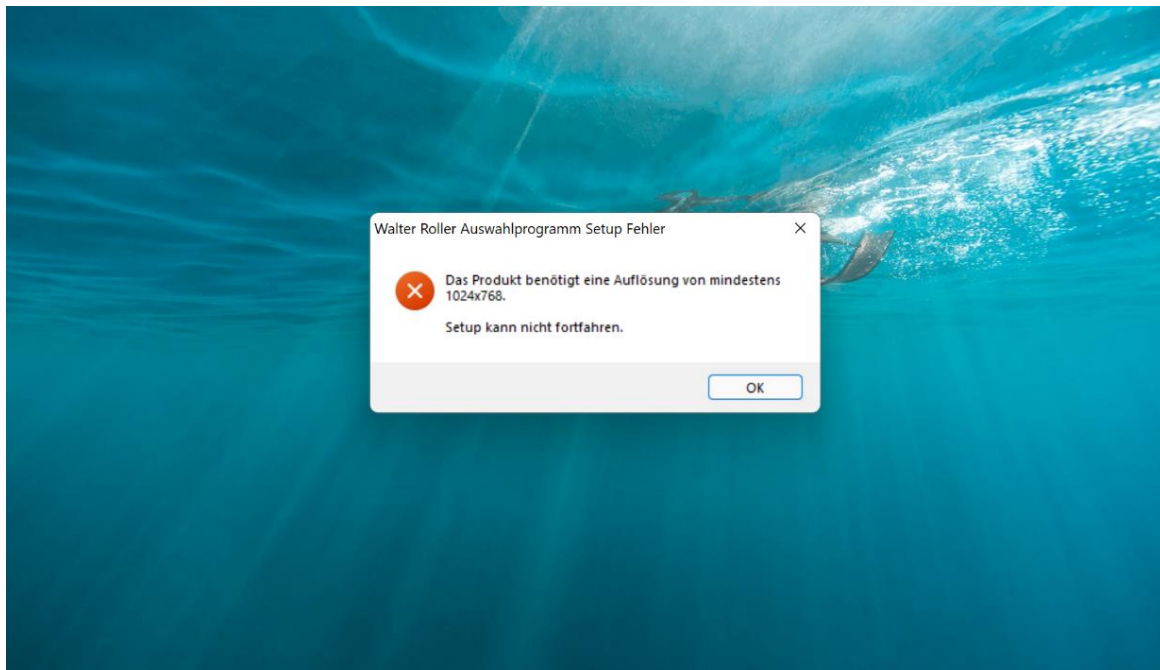 Walter Roller Auswahlprogramm Setup Fehler
Das Produkt benötigt eine Auflösung von mindestens
1024x768.
Setup kann nicht fortfahren.
OK